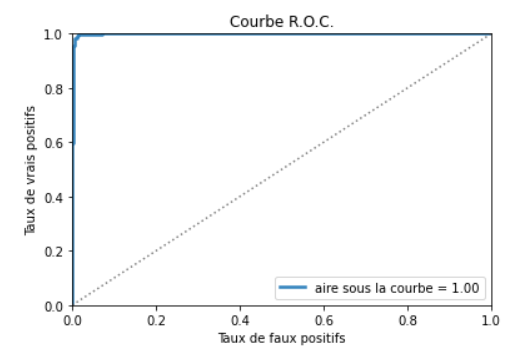 Courbe R.O.C.
1.0
0.8
0.6
0.4
0.2
0.0
Taux de vrais positifs
aire sous la courbe = 1.00
0.0 0.2 0.4 0.6 0.8 1.0
Taux de faux positifs